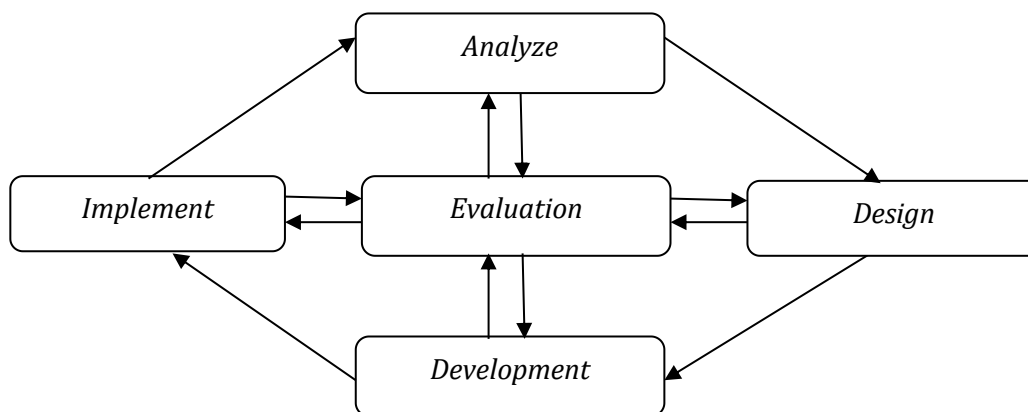 Analyze
Implement
Evaluation
Design
Development